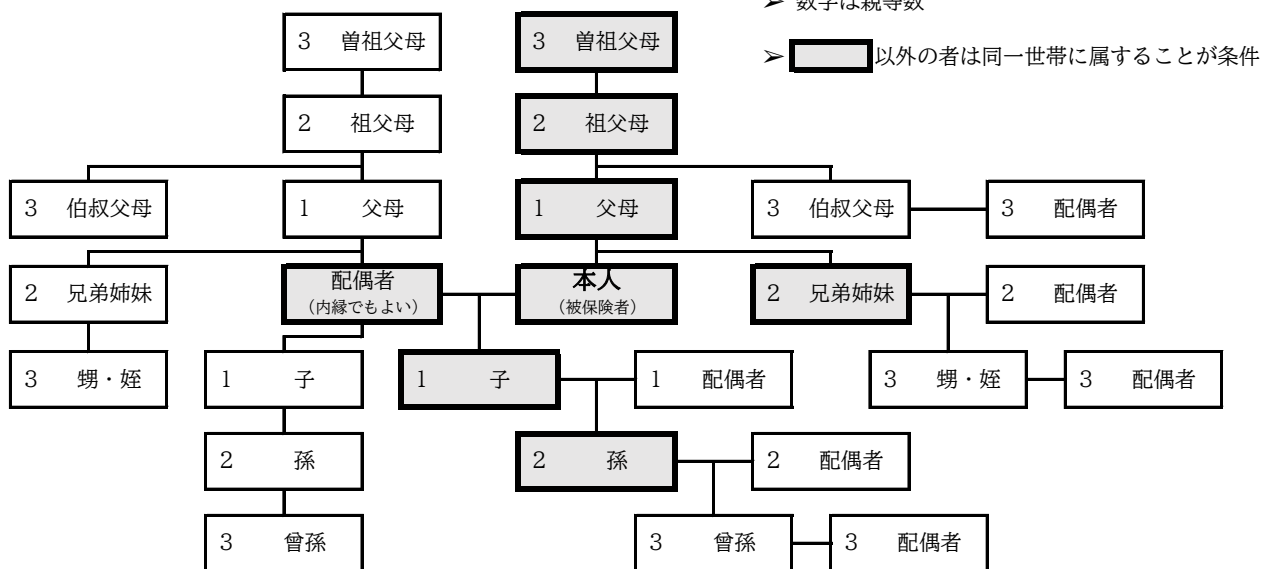 ➢ 数字は親等数
3 曽祖父母
3 曽祖父母
➢ 以外の者は同一世帯に属することが条件
2 祖父母
2 祖父母
3 伯叔父母
1 父母
1 父母
3 伯叔父母
3 配偶者
2 兄弟姉妹
配偶者
（内縁でもよい）
本人
（被保険者）
2 兄弟姉妹
2 配偶者
3 甥・姪
1 子
1 子
1 配偶者
3 甥・姪
3 配偶者
2 孫
2 孫
2 配偶者
3 曾孫
3 曾孫
3 配偶者